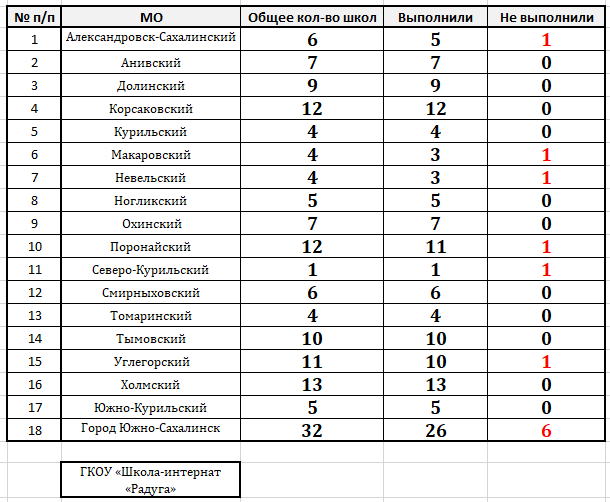 № п/п МО Общее кол-во школ Выполнили Не выполнили
1 Александровск-Сахалинский 6 5 1
2 Анивский 7 7 0
3 Долинский 9 9 0
4 Корсаковский 12 12 0
5 Курильский 4 4 0
6 Макаровский 4 3 1
7 Невельский 4 3 1
8 Ногликский 5 5 0
9 Охинский 7 7 0
10 Поронайский 12 11 1
11 Северо-Курильский 1 1 1
12 Смирныховский 6 6 0
13 Томаринский 4 4 0
14 Тымовский 10 10 0
15 Углегорский 11 10 1
16 Холмский 13 13 0
17 Южно-Курильский 5 5 0
18 Город Южно-Сахалинск 32 26 6
ГКОУ «Школа-интернат
«Радуга»